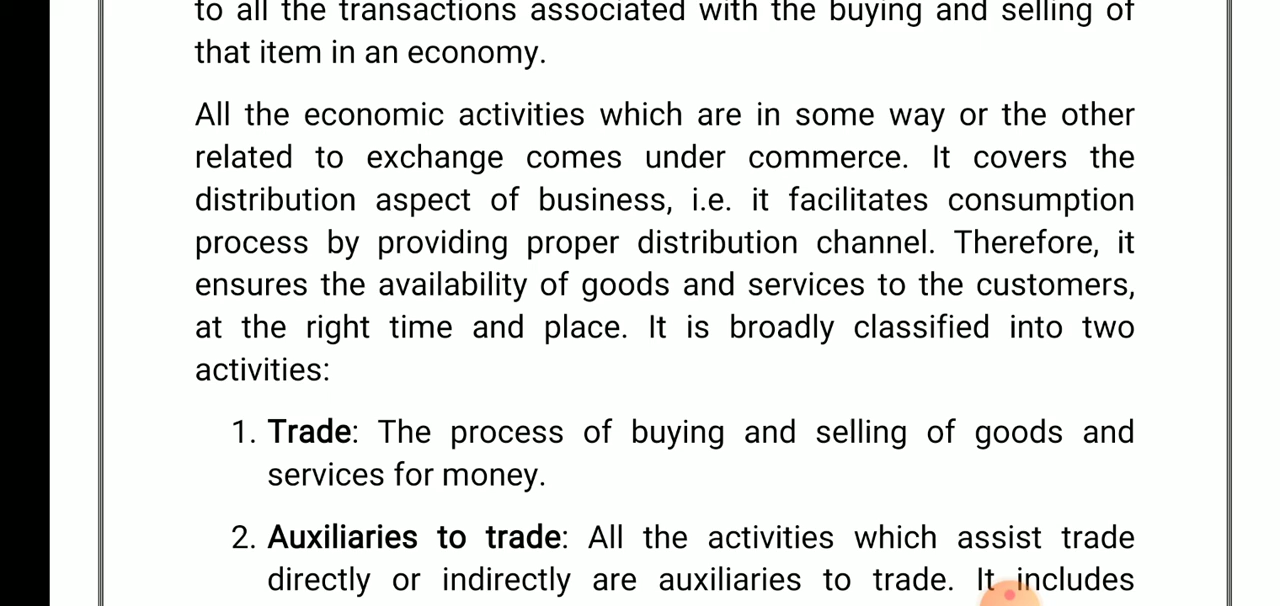 to all the transactions associated with the buying and selling of
that item in an economy.
All the economic activities which are in some way or the other
related to exchange comes under commerce. It covers the
distribution aspect of business, i.e. it facilitates consumption
process by providing proper distribution channel. Therefore, it
ensures the availability of goods and services to the customers,
at the right time and place. It is broadly classified into two
activities:
1. Trade: The process of buying and selling of goods and
services for money.
2. Auxiliaries to trade: All the activities which assist trade
directly or indirectly are auxiliaries to trade. It includes